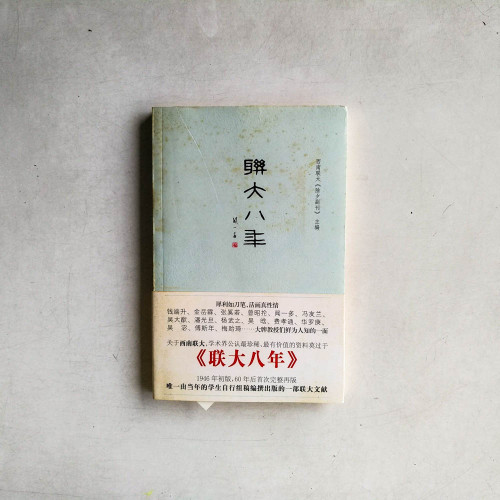 聯大八年
聞一多
西南联大《除夕副刊》主编
犀利如刀笔,活画真性情
钱端升、金岳霖、张奚若、曾昭抡、闻一多、冯友兰、
吴大猷、潘光旦、杨武之、吴晗、费孝通、华罗庚、
吴宓、傅斯年、梅贻琦……大牌教授们鲜为人知的一面
关于西南联大,学术界公认最珍稀、最有价值的资料莫过于
《联大八年》
1946年初版,60年后首次完整再版
唯一由当年的学生自行组稿编撰出版的一部联大文献